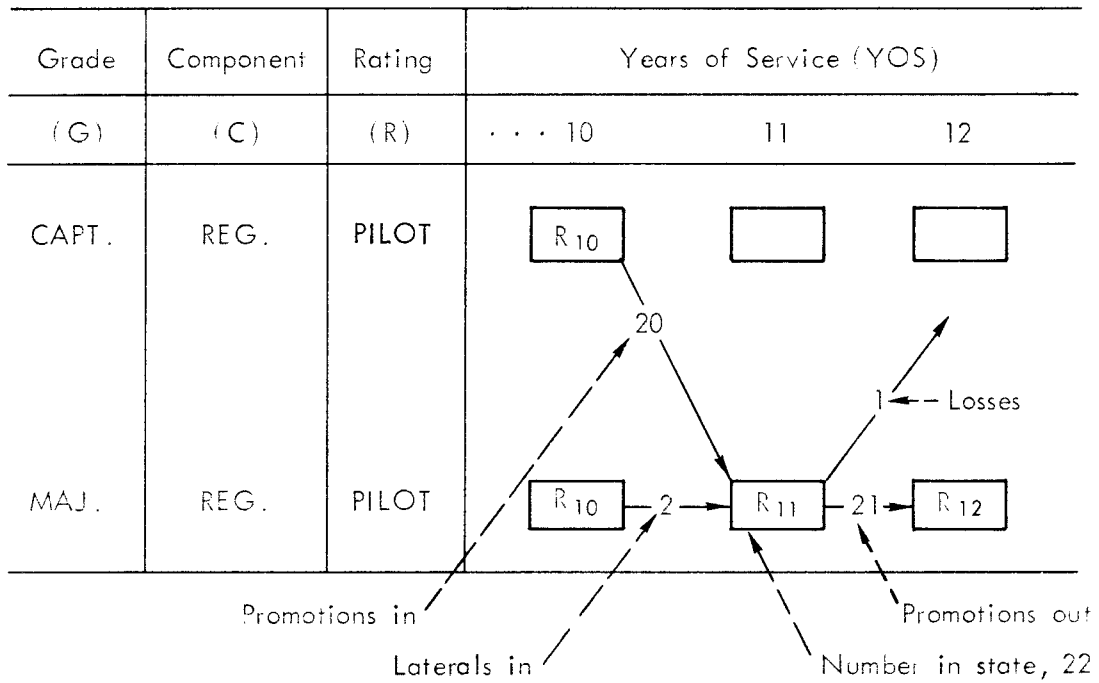 Grade Component Rating Years of Service (YOS)
(G) (C) (R) · · · 10 11 12
CAPT. REG. PILOT R10
20
1 Losses
MAJ. REG. PILOT R10 2 R11 21 R12
Promotions in Promotions out
Laterals in Number in state, 22